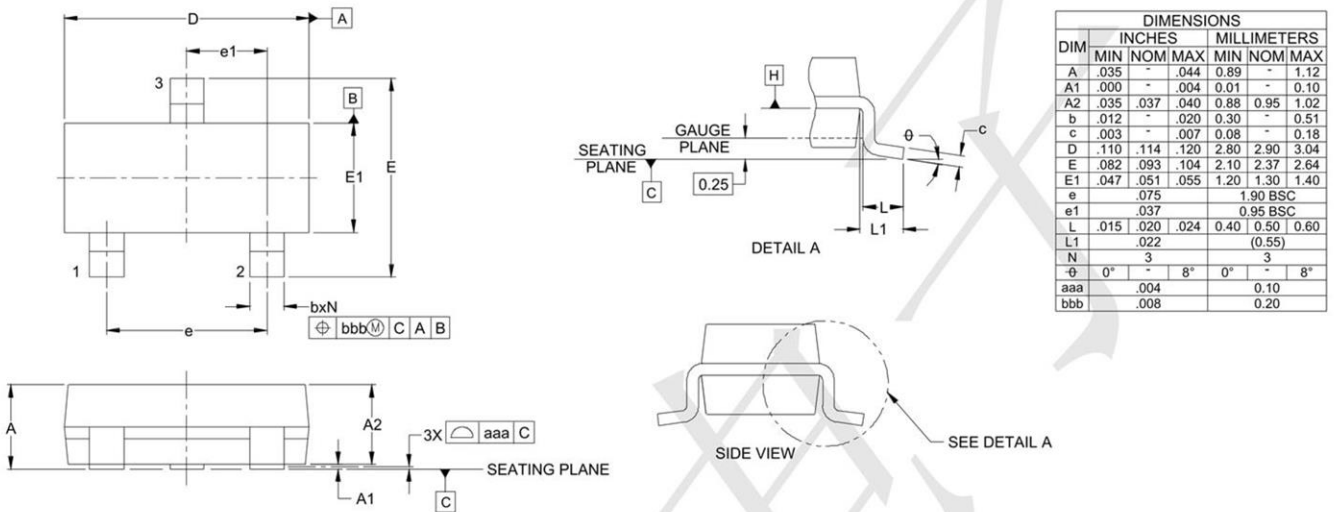 D
A
e1
3
B
E1
E
1
2
bxN
e
⌖ bbbⓂ C A B
A
A2
3X ⌓ aaa C
SEATING PLANE
A1
C
H
GAUGE
PLANE
SEATING
PLANE
C
0.25
θ
c
L
L1
DETAIL A
SIDE VIEW
SEE DETAIL A
DIMENSIONS
DIM INCHES MILLIMETERS
MIN NOM MAX MIN NOM MAX
A .035 - .044 0.89 - 1.12
A1 .000 - .004 0.01 - 0.10
A2 .035 .037 .040 0.88 0.95 1.02
b .012 - .020 0.30 - 0.51
c .003 - .007 0.08 - 0.18
D .110 .114 .120 2.80 2.90 3.04
E .082 .093 .104 2.10 2.37 2.64
E1 .047 .051 .055 1.20 1.30 1.40
e .075 1.90 BSC
e1 .037 0.95 BSC
L .015 .020 .024 0.40 0.50 0.60
L1 .022 (0.55)
N 3 3
θ 0° - 8° 0° - 8°
aaa .004 0.10
bbb .008 0.20